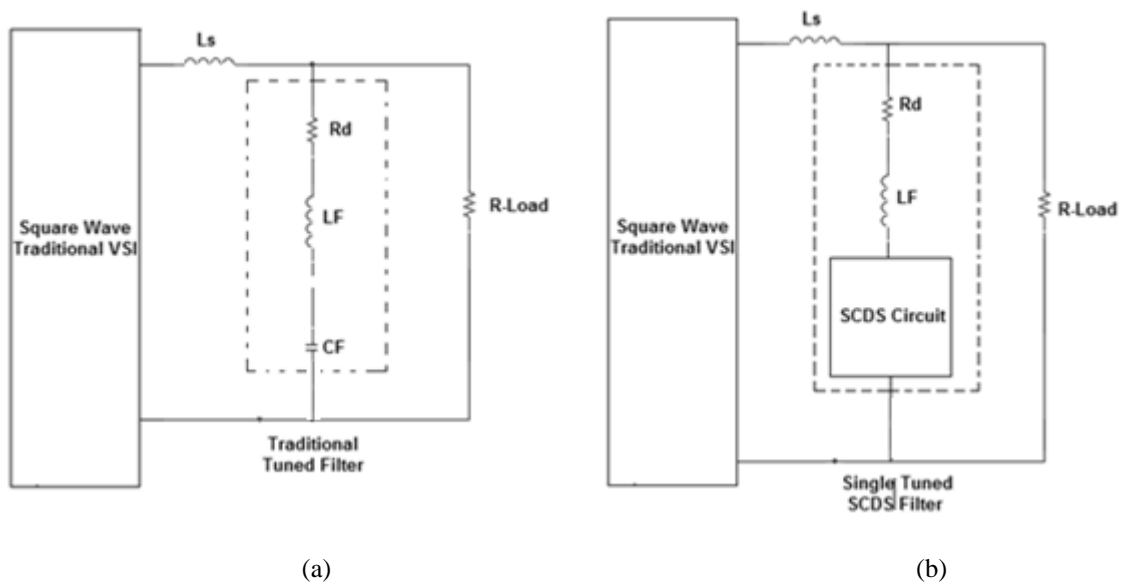 Ls
Rd
LF
CF
R-Load
Square Wave
Traditional VSI
Traditional
Tuned Filter
(a)
Ls
Rd
LF
SCDS Circuit
R-Load
Square Wave
Traditional VSI
Single Tuned
SCDS Filter
(b)